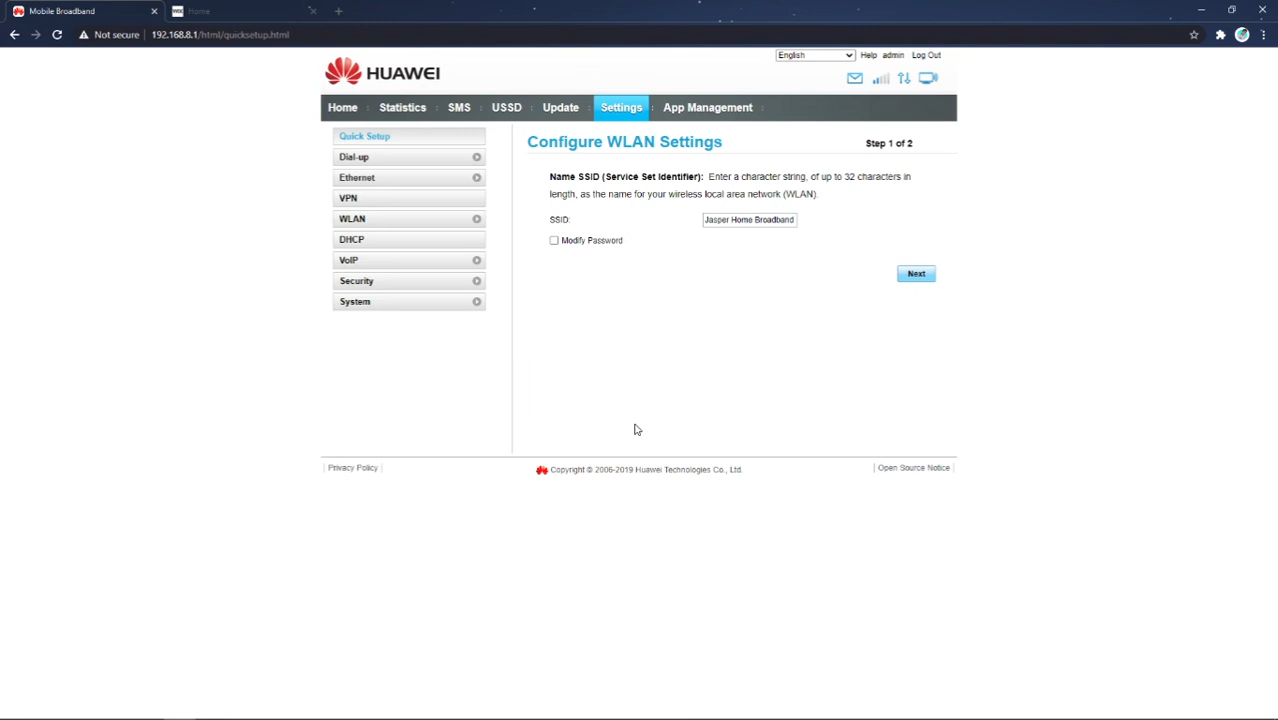 Mobile Broadband
Home
Not secure 192.168.8.1/html/quicksetup.html
English Help admin Log Out
HUAWEI
Home Statistics SMS USSD Update Settings App Management
Quick Setup
Dial-up
Ethernet
VPN
WLAN
DHCP
VoIP
Security
System
Configure WLAN Settings Step 1 of 2
Name SSID (Service Set Identifier): Enter a character string, of up to 32 characters in
length, as the name for your wireless local area network (WLAN).
SSID: Jasper Home Broadband
Modify Password
Next
Privacy Policy Copyright © 2006-2019 Huawei Technologies Co., Ltd. Open Source Notice